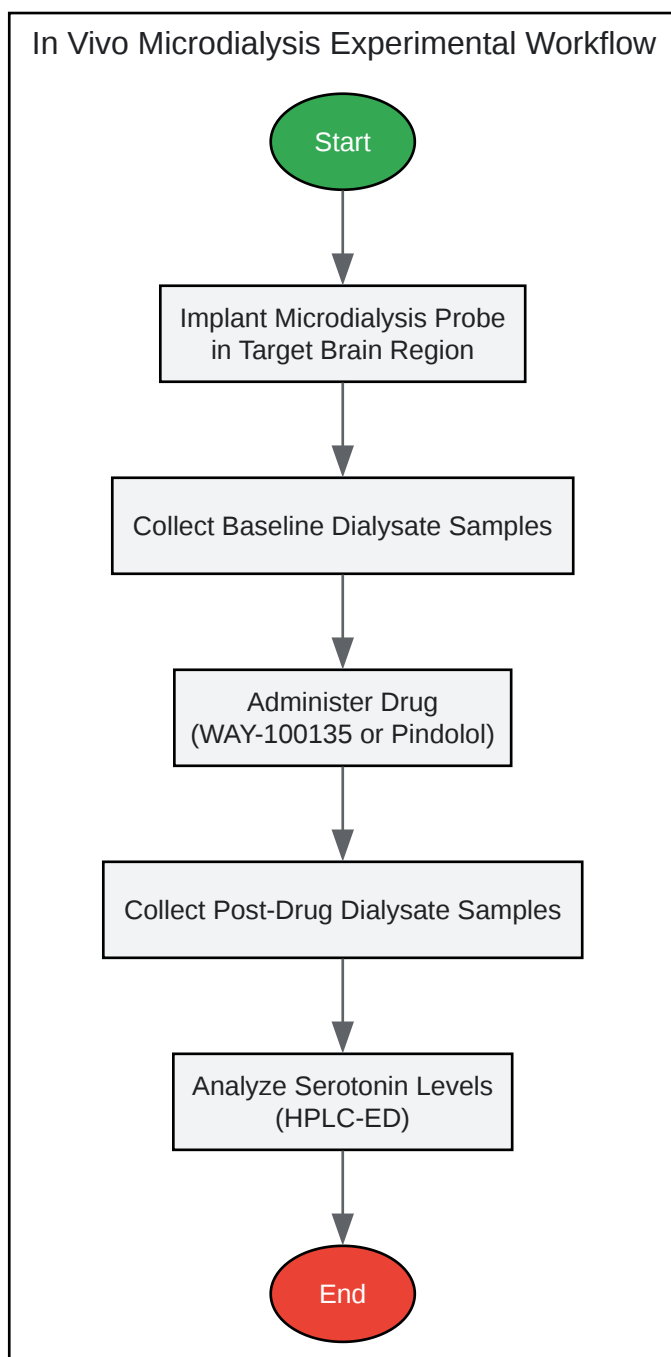 In Vivo Microdialysis Experimental Workflow
Start
Implant Microdialysis Probe
in Target Brain Region
Collect Baseline Dialysate Samples
Administer Drug
(WAY-100135 or Pindolol)
Collect Post-Drug Dialysate Samples
Analyze Serotonin Levels
(HPLC-ED)
End